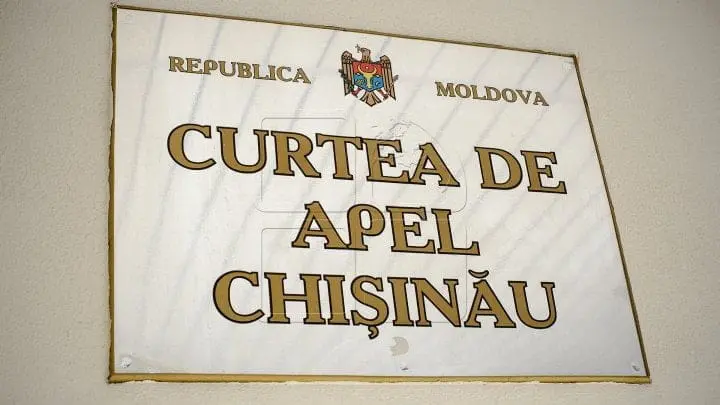 REPUBLICA MOLDOVA
CURTEA DE
APEL
CHIȘINĂU